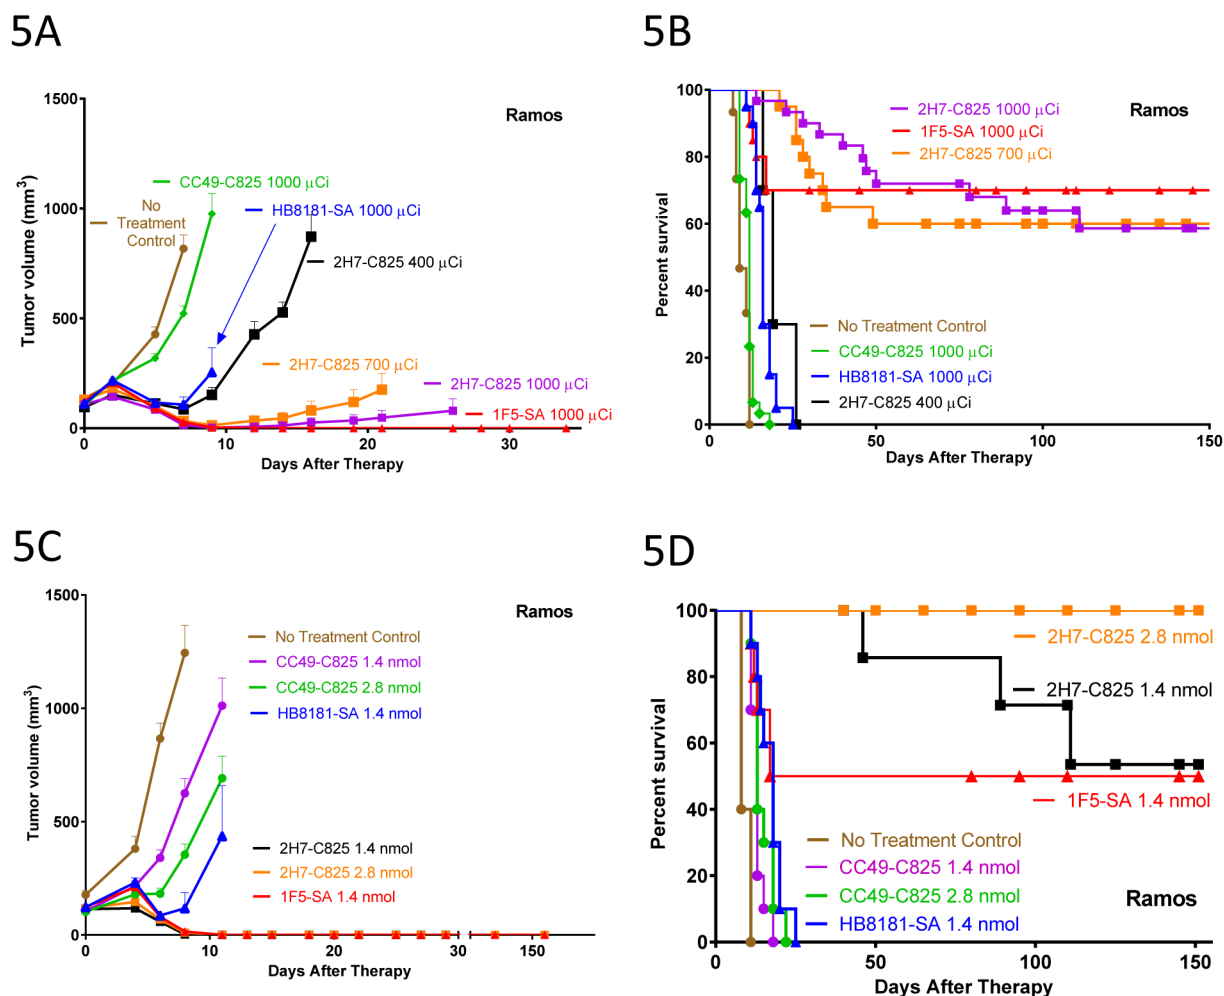 5A
1500
1000
500
0
Tumor volume (mm3)
Ramos
CC49-C825 1000 μCi
No
Treatment
Control
HB8181-SA 1000 μCi
2H7-C825 400 μCi
2H7-C825 700 μCi
2H7-C825 1000 μCi
1F5-SA 1000 μCi
0 10 20 30
Days After Therapy
5B
100
80
60
40
20
0
Percent survival
2H7-C825 1000 μCi
Ramos
1F5-SA 1000 μCi
2H7-C825 700 μCi
No Treatment Control
CC49-C825 1000 μCi
HB8181-SA 1000 μCi
2H7-C825 400 μCi
0 50 100 150
Days After Therapy
5C
1500
1000
500
0
Tumor volume (mm3)
Ramos
No Treatment Control
CC49-C825 1.4 nmol
CC49-C825 2.8 nmol
HB8181-SA 1.4 nmol
2H7-C825 1.4 nmol
2H7-C825 2.8 nmol
1F5-SA 1.4 nmol
0 10 20 30 150
Days After Therapy
5D
100
80
60
40
20
0
Percent survival
2H7-C825 2.8 nmol
2H7-C825 1.4 nmol
1F5-SA 1.4 nmol
No Treatment Control
CC49-C825 1.4 nmol
CC49-C825 2.8 nmol
HB8181-SA 1.4 nmol
Ramos
0 50 100 150
Days After Therapy